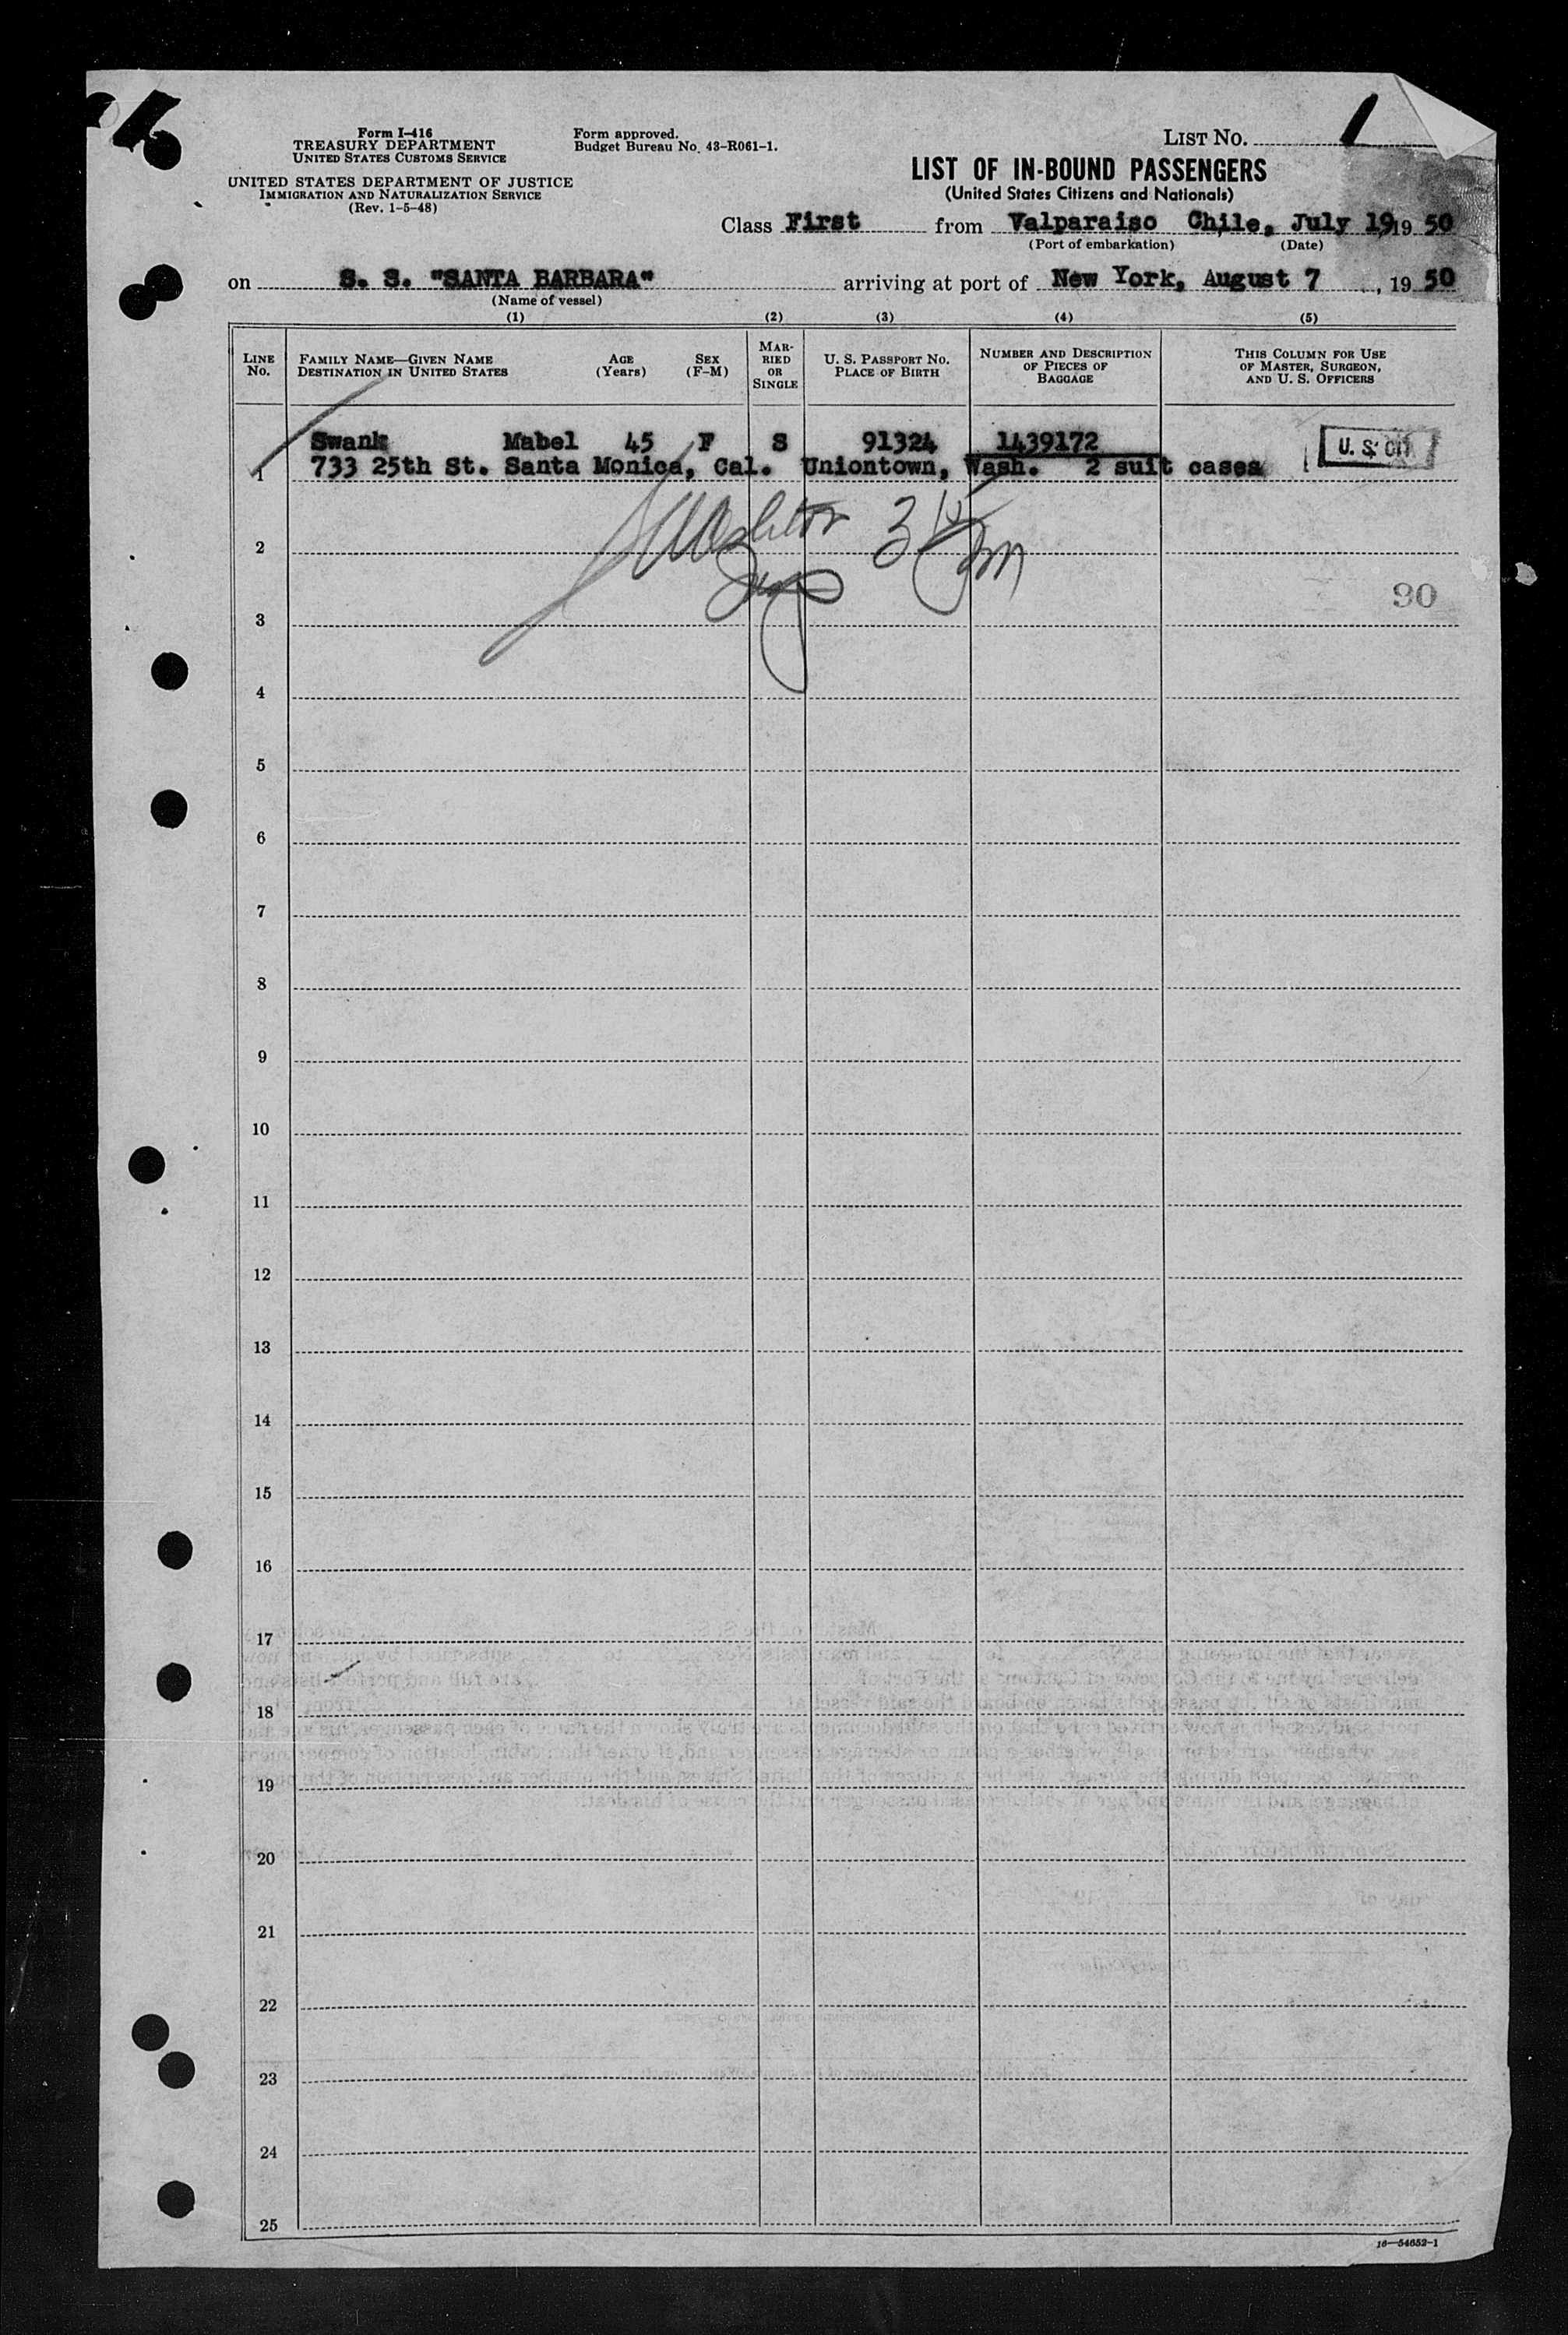 Form I-416
TREASURY DEPARTMENT
UNITED STATES CUSTOMS SERVICE
UNITED STATES DEPARTMENT OF JUSTICE
IMMIGRATION AND NATURALIZATION SERVICE
(Rev. 1-5-48)
Form approved.
Budget Bureau No. 43-R061-1.
LIST NO. 1
LIST OF IN-BOUND PASSENGERS
(United States Citizens and Nationals)
Class First from Valparaiso Chile, July 19, 19 50
(Port of embarkation) (Date)
on S. S. "SANTA BARBARA" arriving at port of New York, August 7, 19 50
(Name of vessel)
(1) (2) (3) (4) (5)
LINE NO.
FAMILY NAME—GIVEN NAME
DESTINATION IN UNITED STATES
AGE (Years)
SEX (F-M)
MARRIED OR SINGLE
U. S. PASSPORT NO.
PLACE OF BIRTH
NUMBER AND DESCRIPTION OF PIECES OF BAGGAGE
THIS COLUMN FOR USE OF MASTER, SURGEON, AND U. S. OFFICERS
Swank Mabel 45 F S 91324 1439172 U. S. CIT
1 733 25th St. Santa Monica, Cal. Uniontown, Wash. 2 suit cases
2
90
3
4
5
6
7
8
9
10
11
12
13
14
15
16
17
18
19
20
21
22
23
24
25
16—54652-1